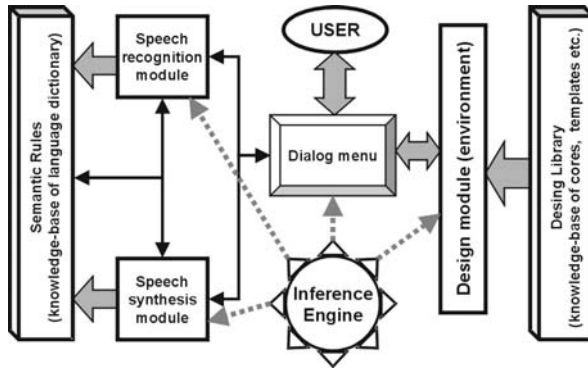 Semantic Rules
(knowledge-base of language dictionary)
Speech
recognition
module
USER
Dialog menu
Speech
synthesis
module
Inference
Engine
Design module (environment)
Desing Library
(knowledge-base of cores, templates etc.)